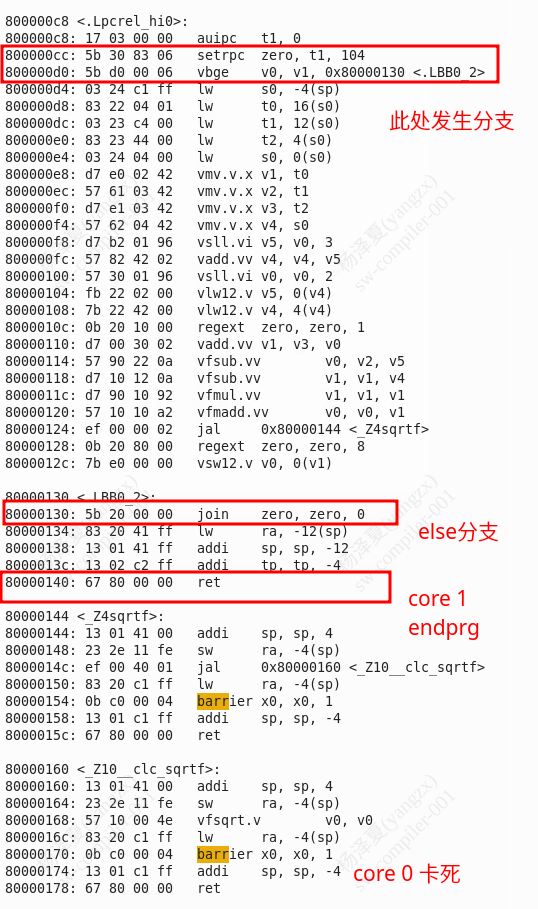 800000c8 <.Lpcrel_hi0>:
800000c8: 17 03 00 00 auipc t1, 0
800000cc: 5b 30 83 06 setrpc zero, t1, 104
800000d0: 5b d0 00 06 vbge v0, v1, 0x80000130 <.LBB0_2>
800000d4: 03 24 c1 ff lw s0, -4(sp)
800000d8: 83 22 04 01 lw t0, 16(s0)
此处发生分支
800000dc: 03 23 c4 00 lw t1, 12(s0)
800000e0: 83 23 44 00 lw t2, 4(s0)
800000e4: 03 24 04 00 lw s0, 0(s0)
800000e8: d7 e0 02 42 vmv.v.x v1, t0
800000ec: 57 61 03 42 vmv.v.x v2, t1
800000f0: d7 e1 03 42 vmv.v.x v3, t2
800000f4: 57 62 04 42 vmv.v.x v4, s0
800000f8: d7 b2 01 96 vsll.vi v5, v0, 3
800000fc: 57 82 42 02 vadd.vv v4, v4, v5
80000100: 57 30 01 96 vsll.vi v0, v0, 2
80000104: fb 22 02 00 vlw12.v v5, 0(v4)
80000108: 7b 22 42 00 vlw12.v v4, 4(v4)
8000010c: 0b 20 10 00 regext zero, zero, 1
80000110: d7 00 30 02 vadd.vv v1, v3, v0
80000114: 57 90 22 0a vfsub.vv v0, v2, v5
80000118: d7 10 12 0a vfsub.vv v1, v1, v4
8000011c: d7 90 10 92 vfmul.vv v1, v1, v1
80000120: 57 10 10 a2 vfmadd.vv v0, v0, v1
80000124: ef 00 00 02 jal 0x80000144 <_Z4sqrtf>
80000128: 0b 20 80 00 regext zero, zero, 8
8000012c: 7b e0 00 00 vsw12.v v0, 0(v1)
80000130 <.LBB0_2>:
80000130: 5b 20 00 00 join zero, zero, 0
80000134: 83 20 41 ff lw ra, -12(sp)
else分支
80000138: 13 01 41 ff addi sp, sp, -12
8000013c: 13 02 c2 ff addi tp, tp, -4
80000140: 67 80 00 00 ret
core 1
endprg
80000144 <_Z4sqrtf>:
80000144: 13 01 41 00 addi sp, sp, 4
80000148: 23 2e 11 fe sw ra, -4(sp)
8000014c: ef 00 40 01 jal 0x80000160 <_Z10__clc_sqrtf>
80000150: 83 20 c1 ff lw ra, -4(sp)
80000154: 0b c0 00 04 barrier x0, x0, 1
80000158: 13 01 c1 ff addi sp, sp, -4
8000015c: 67 80 00 00 ret
80000160 <_Z10__clc_sqrtf>:
80000160: 13 01 41 00 addi sp, sp, 4
80000164: 23 2e 11 fe sw ra, -4(sp)
80000168: 57 10 00 4e vfsqrt.v v0, v0
8000016c: 83 20 c1 ff lw ra, -4(sp)
80000170: 0b c0 00 04 barrier x0, x0, 1
80000174: 13 01 c1 ff addi sp, sp, -4
core 0 卡死
80000178: 67 80 00 00 ret
杨泽夏(yangzx)
sw-compiler-001